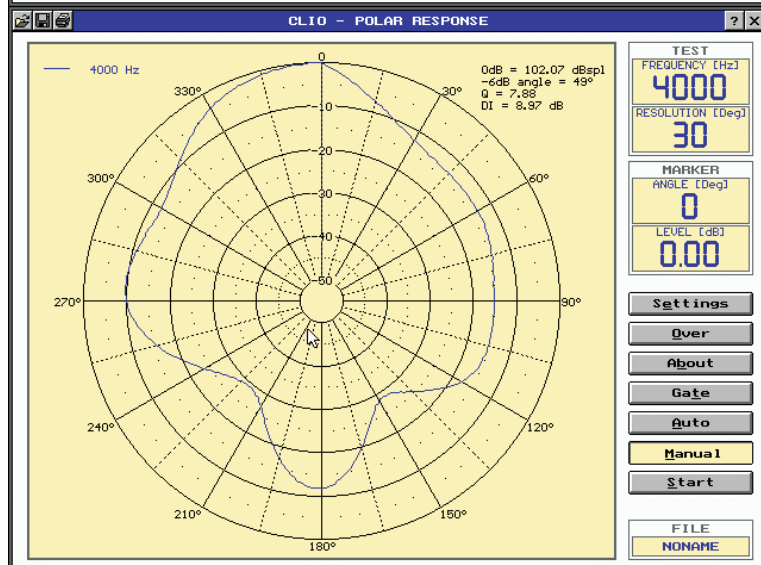 CLIO - POLAR RESPONSE
? X
4000 Hz
0dB = 102.07 dBspl
-6dB angle = 49°
Q = 7.88
DI = 8.97 dB
0
330°
30°
-10
-20
300°
60°
-30
-40
-50
270°
90°
240°
120°
210°
150°
180°
TEST
FREQUENCY [Hz]
4000
RESOLUTION [Deg]
30
MARKER
ANGLE [Deg]
0
LEVEL [dB]
0.00
Settings
Over
About
Gate
Auto
Manual
Start
FILE
NONAME